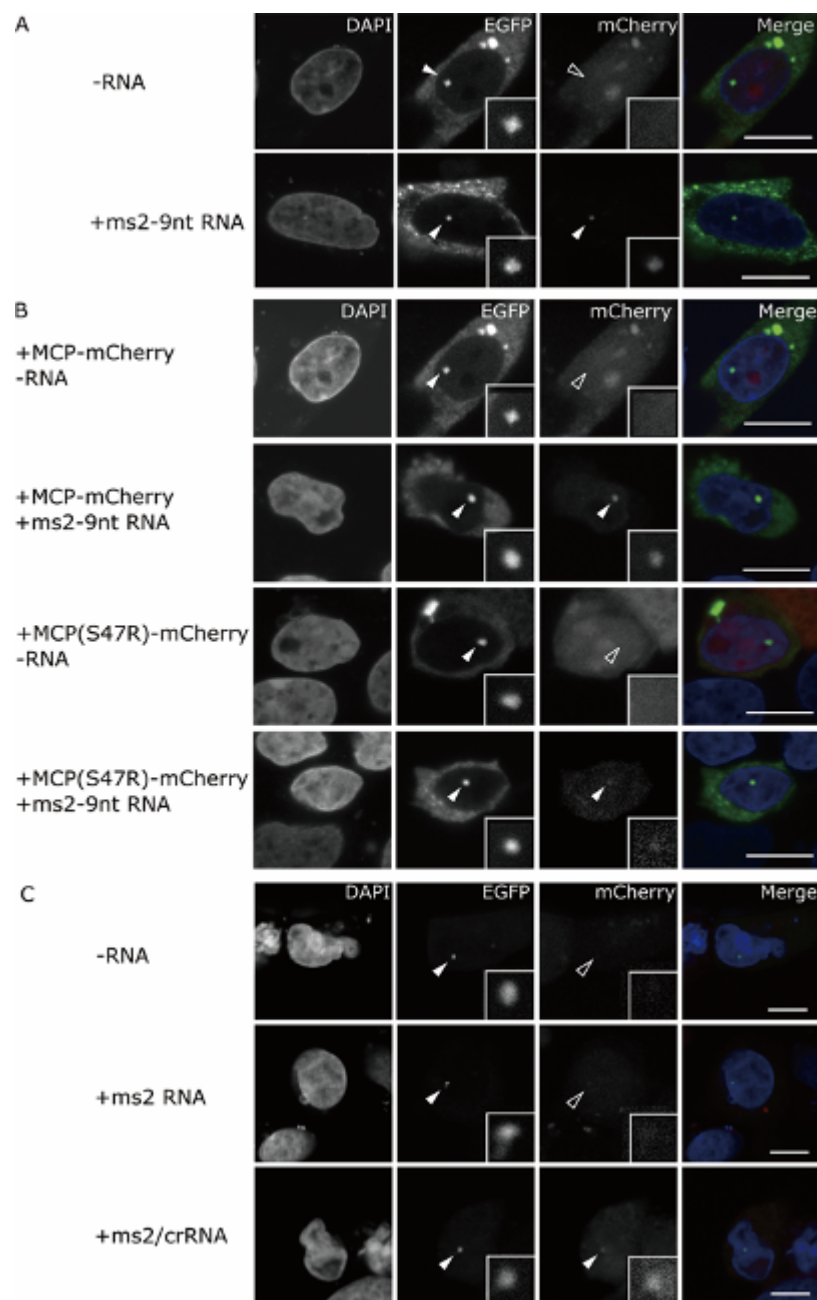 A
DAPI EGFP mCherry Merge
-RNA
+ms2-9nt RNA
B
DAPI EGFP mCherry Merge
+MCP-mCherry
-RNA
+MCP-mCherry
+ms2-9nt RNA
+MCP(S47R)-mCherry
-RNA
+MCP(S47R)-mCherry
+ms2-9nt RNA
C
DAPI EGFP mCherry Merge
-RNA
+ms2 RNA
+ms2/crRNA